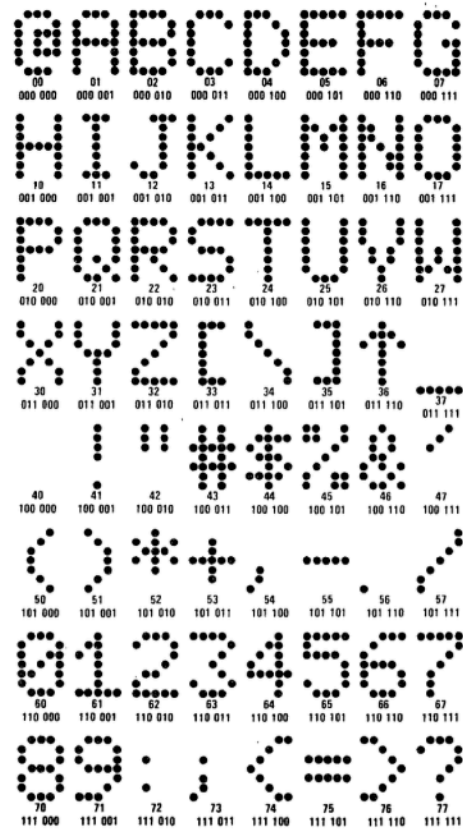 @ A B C D E F G
00 01 02 03 04 05 06 07
000 000 000 001 000 010 000 011 000 100 000 101 000 110 000 111
H I J K L M N O
10 11 12 13 14 15 16 17
001 000 001 001 001 010 001 011 001 100 001 101 001 110 001 111
P Q R S T U V W
20 21 22 23 24 25 26 27
010 000 010 001 010 010 010 011 010 100 010 101 010 110 010 111
X Y Z [ \ ] ↑ _
30 31 32 33 34 35 36 37
011 000 011 001 011 010 011 011 011 100 011 101 011 110 011 111
! " # $ % & '
40 41 42 43 44 45 46 47
100 000 100 001 100 010 100 011 100 100 100 101 100 110 100 111
( ) * + , - . /
50 51 52 53 54 55 56 57
101 000 101 001 101 010 101 011 101 100 101 101 101 110 101 111
0 1 2 3 4 5 6 7
60 61 62 63 64 65 66 67
110 000 110 001 110 010 110 011 110 100 110 101 110 110 110 111
8 9 : ; < = > ?
70 71 72 73 74 75 76 77
111 000 111 001 111 010 111 011 111 100 111 101 111 110 111 111